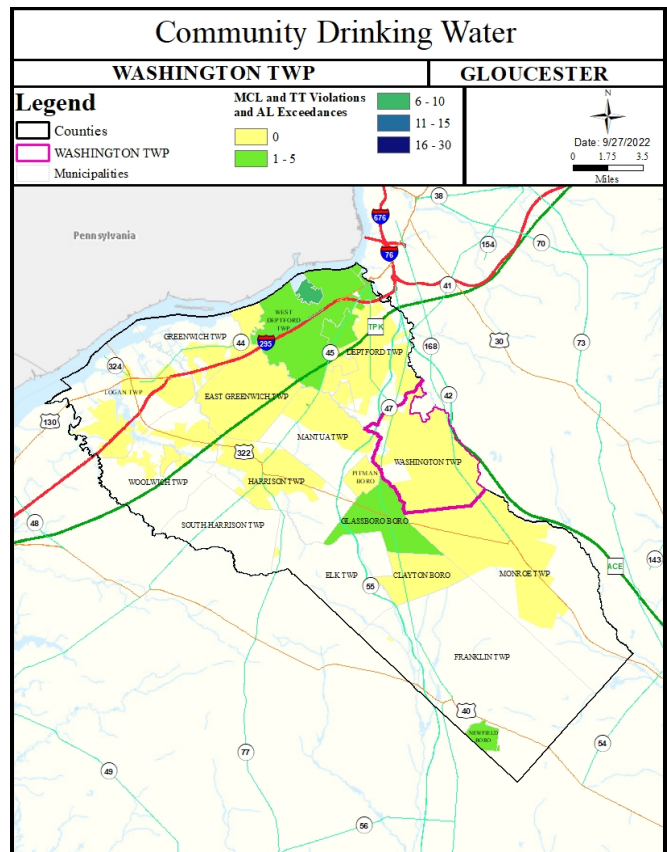 Community Drinking Water
WASHINGTON TWP
GLOUCESTER
Legend
Counties
WASHINGTON TWP
Municipalities
MCL and TT Violations
and AL Exceedances
0
1 - 5
6 - 10
11 - 15
16 - 30
N
Date: 9/27/2022
0 1.75 3.5
Miles
Pennsylvania
38
676
154
70
76
41
WEST
DEPTFORD
TWP
GREENWICH TWP
44
295
TPK
45
168
30
73
DEPTFORD TWP
324
LOGAN TWP
EAST GREENWICH TWP
47
42
130
MANTUA TWP
322
WASHINGTON TWP
PITMAN
BORO
WOOLWICH TWP
HARRISON TWP
48
SOUTH HARRISON TWP
GLASSBORO BORO
143
ACE
ELK TWP
55
CLAYTON BORO
MONROE TWP
FRANKLIN TWP
40
NEWFIELD
BORO
54
77
49
56